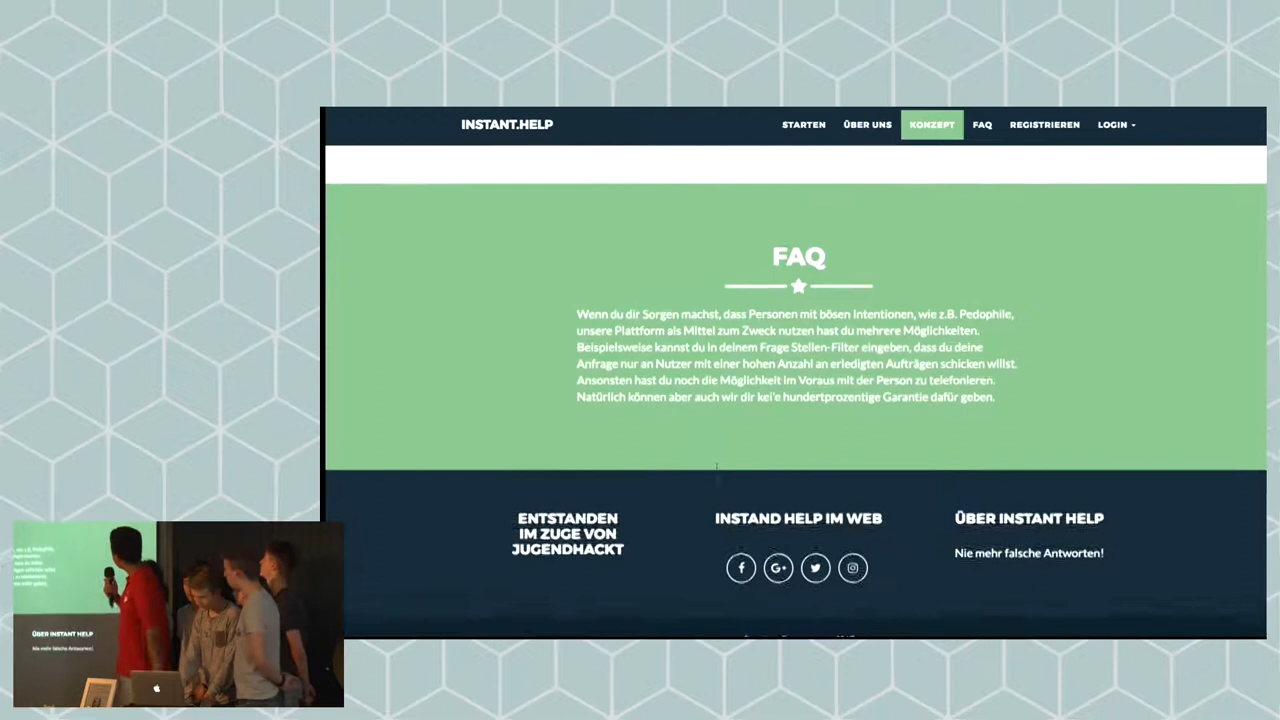 INSTANT.HELP
STARTEN ÜBER UNS KONZEPT FAQ REGISTRIEREN LOGIN
FAQ
Wenn du dir Sorgen machst, dass Personen mit bösen Intentionen, wie z.B. Pedophile,
unsere Plattform als Mittel zum Zweck nutzen hast du mehrere Möglichkeiten.
Beispielsweise kannst du in deinem Frage Stellen-Filter eingeben, dass du deine
Anfrage nur an Nutzer mit einer hohen Anzahl an erledigten Aufträgen schicken willst.
Ansonsten hast du noch die Möglichkeit im Voraus mit der Person zu telefonieren.
Natürlich können aber auch wir dir kei'e hundertprozentige Garantie dafür geben.
ENTSTANDEN
IM ZUGE VON
JUGENDHACKT
INSTAND HELP IM WEB
ÜBER INSTANT HELP
Nie mehr falsche Antworten!
ÜBER INSTANT HELP
Nie mehr falsche Antworten!